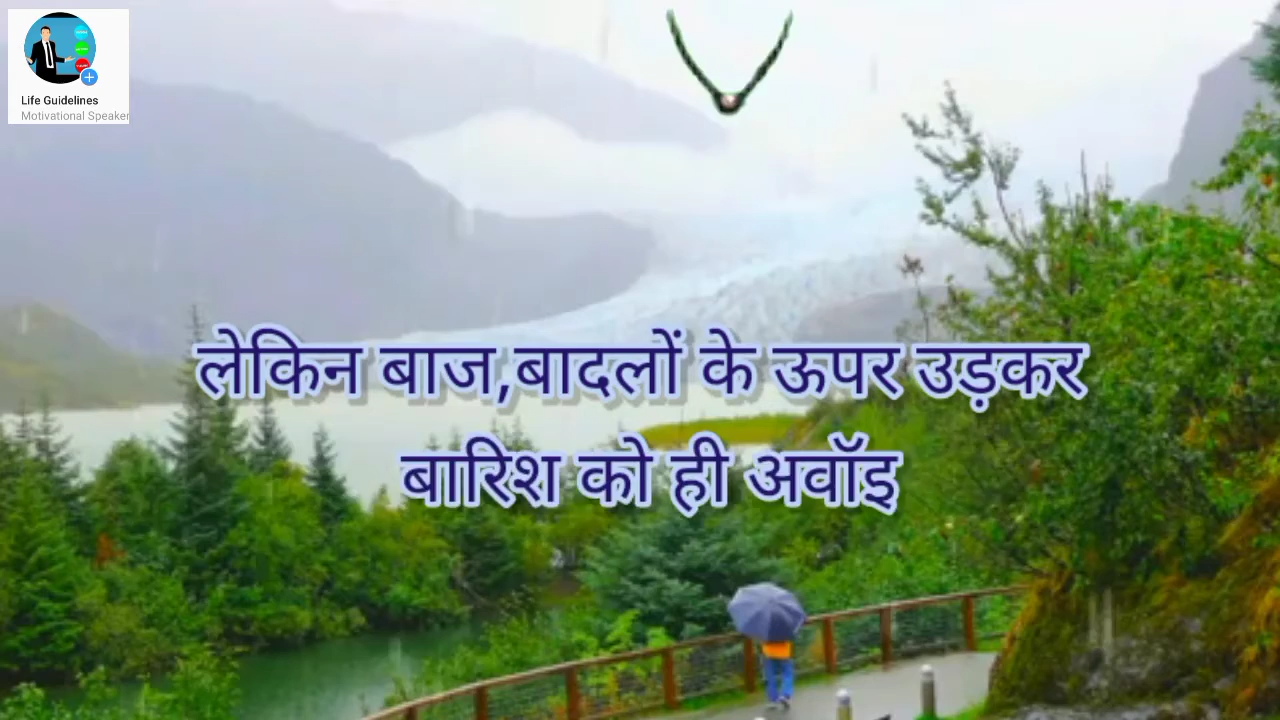 Life Guidelines
Motivational Speaker
लेकिन बाज,बादलों के ऊपर उड़कर
बारिश को ही अवॉइ